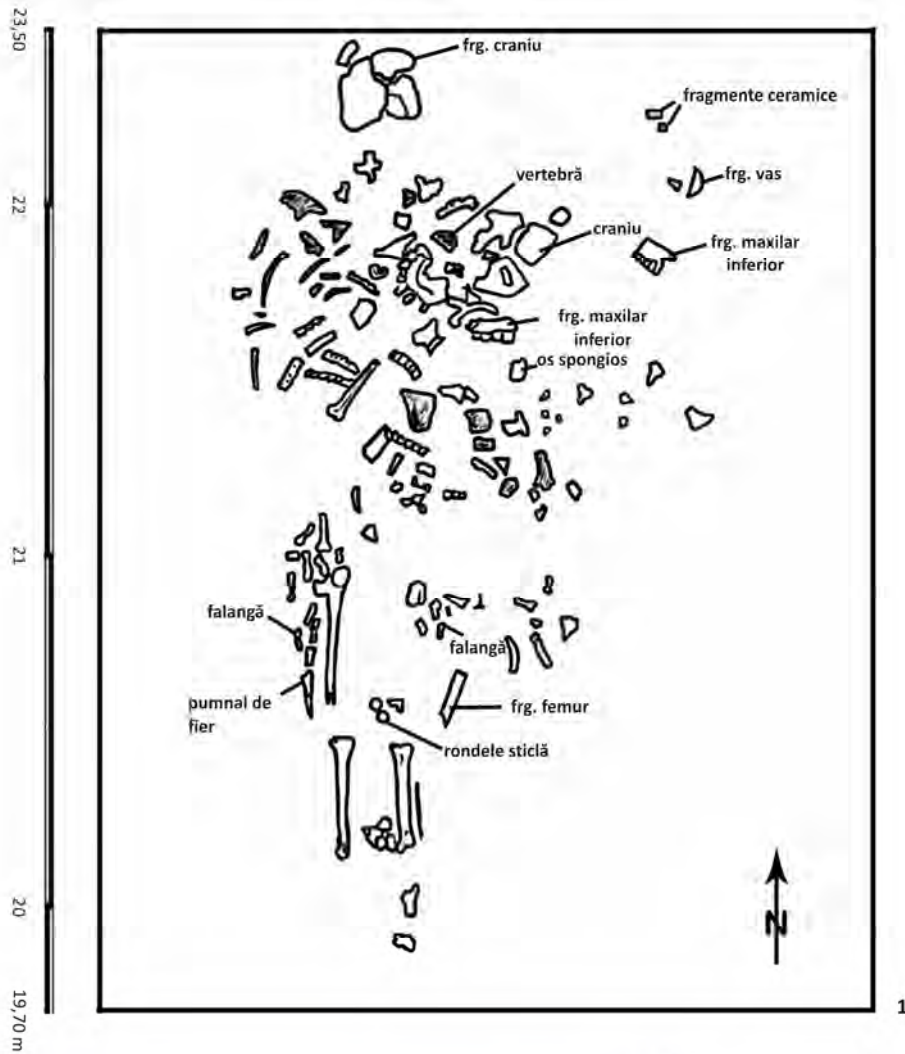 23,50
frg. craniu
fragmente ceramice
vertebră
frg. vas
22
craniu
frg. maxilar
inferior
frg. maxilar
inferior
os spongios
21
falangă
falangă
pumnal de
fier
frg. femur
rondele sticlă
20
N
19,70 m
1